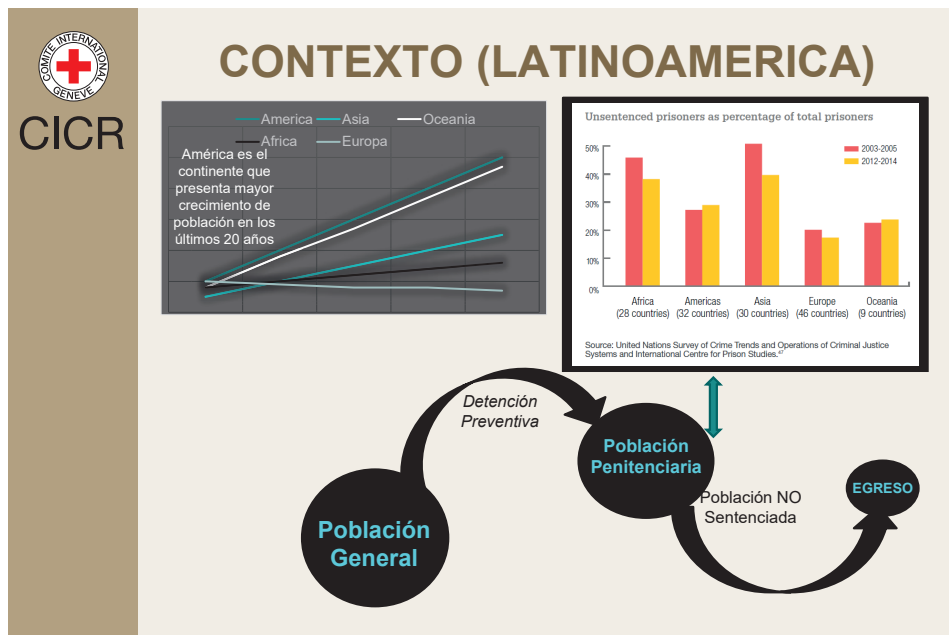 COMITE INTERNATIONAL
GENEVE
CICR
CONTEXTO (LATINOAMERICA)
America
Asia
Oceania
Africa
Europa
América es el
continente que
presenta mayor
crecimiento de
población en los
últimos 20 años
Unsentenced prisoners as percentage of total prisoners
50%
40%
30%
20%
10%
0%
2003-2005
2012-2014
Africa
(28 countries)
Americas
(32 countries)
Asia
(30 countries)
Europe
(46 countries)
Oceania
(9 countries)
Source: United Nations Survey of Crime Trends and Operations of Criminal Justice
Systems and International Centre for Prison Studies.⁴⁷
Detención
Preventiva
Población
Penitenciaria
Población NO
Sentenciada
EGRESO
Población
General